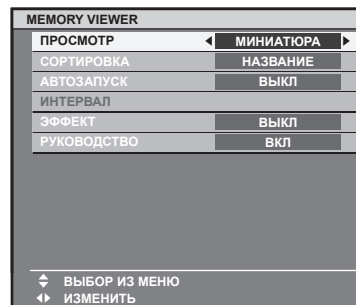 MEMORY VIEWER
ПРОСМОТР МИНИАТЮРА
СОРТИРОВКА НАЗВАНИЕ
АВТОЗАПУСК ВЫКЛ
ИНТЕРВАЛ
ЭФФЕКТ ВЫКЛ
РУКОВОДСТВО ВКЛ
ВЫБОР ИЗ МЕНЮ
ИЗМЕНИТЬ